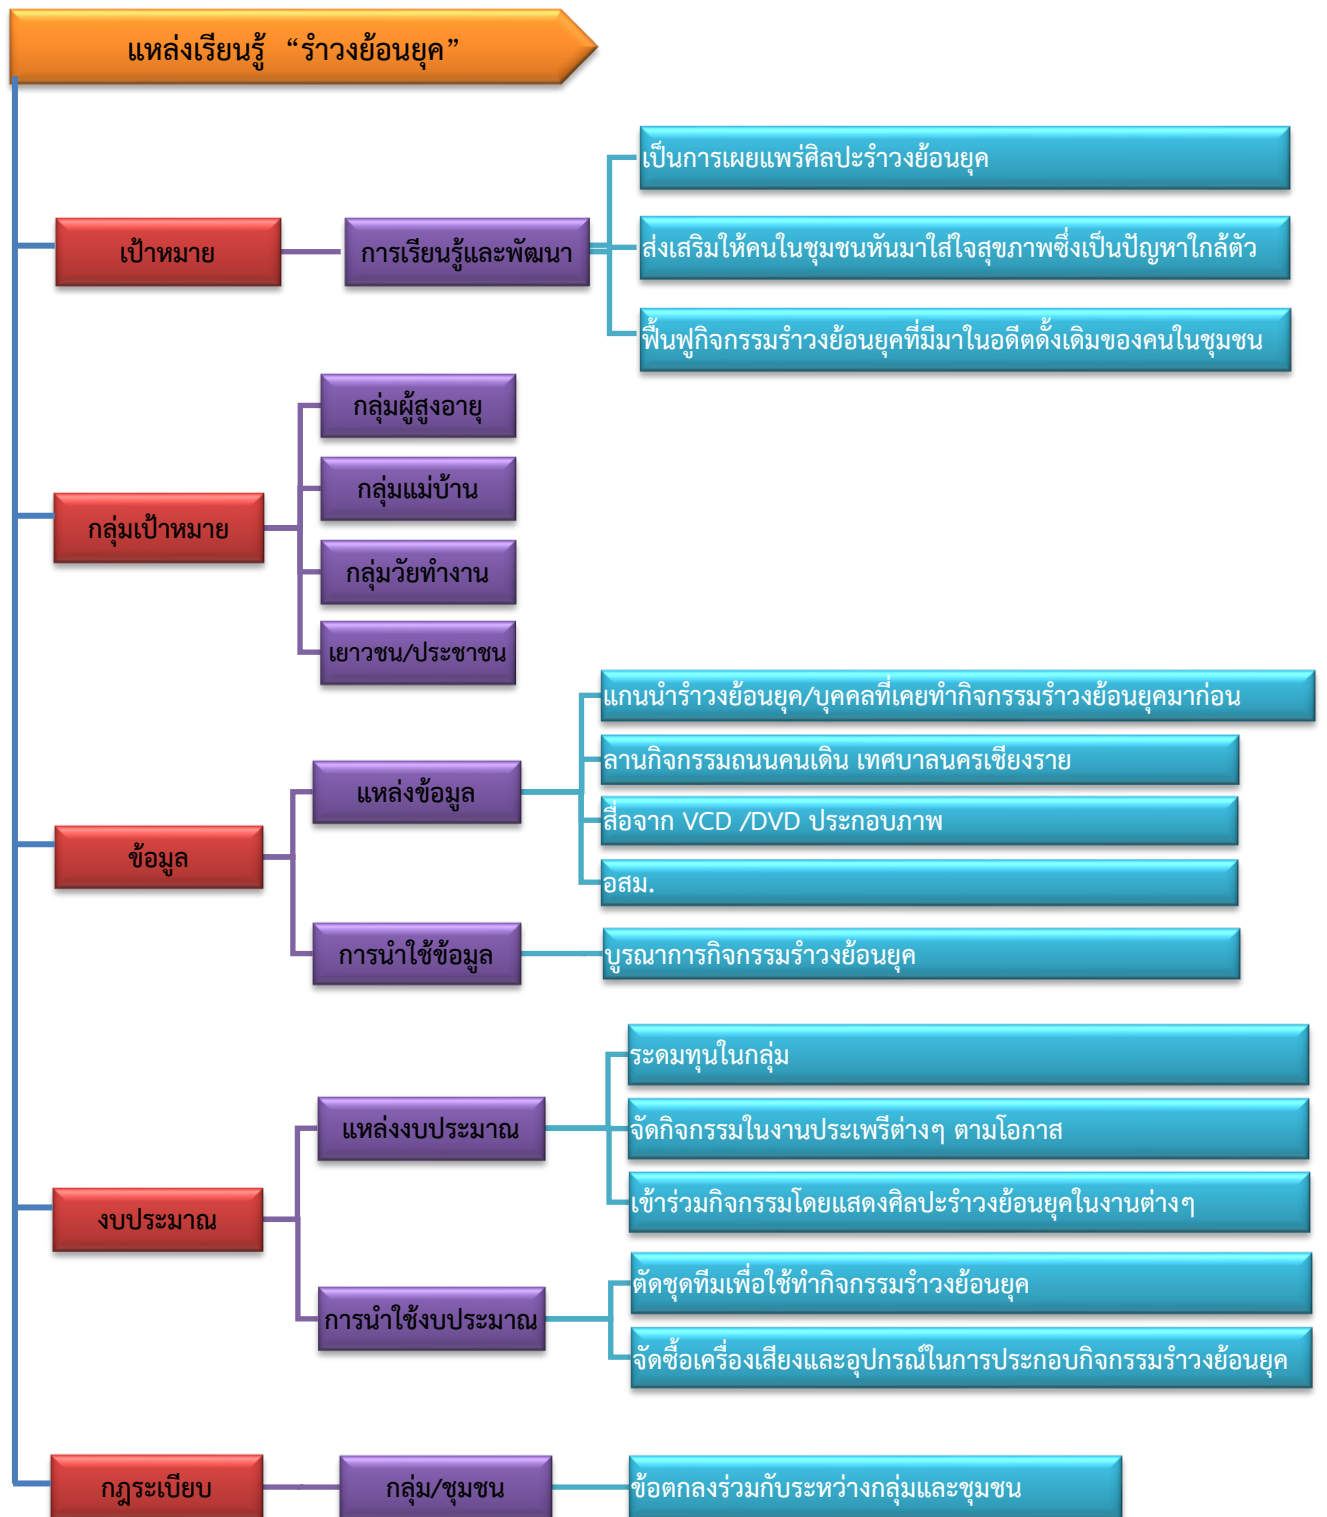 แหล่งเรียนรู้ “รำวงย้อนยุค”
เป็นการเผยแพร่ศิลปะรำวงย้อนยุค
เป้าหมาย
การเรียนรู้และพัฒนา
ส่งเสริมให้คนในชุมชนหันมาใส่ใจสุขภาพซึ่งเป็นปัญหาใกล้ตัว
ฟื้นฟูกิจกรรมรำวงย้อนยุคที่มีมาในอดีตดั้งเดิมของคนในชุมชน
กลุ่มเป้าหมาย
กลุ่มผู้สูงอายุ
กลุ่มแม่บ้าน
กลุ่มวัยทำงาน
เยาวชน/ประชาชน
ข้อมูล
แหล่งข้อมูล
แกนนำรำวงย้อนยุค/บุคคลที่เคยทำกิจกรรมรำวงย้อนยุคมาก่อน
ลานกิจกรรมถนนคนเดิน เทศบาลนครเชียงราย
สื่อจาก VCD /DVD ประกอบภาพ
อสม.
การนำใช้ข้อมูล
บูรณาการกิจกรรมรำวงย้อนยุค
งบประมาณ
แหล่งงบประมาณ
ระดมทุนในกลุ่ม
จัดกิจกรรมในงานประเพรีต่างๆ ตามโอกาส
เข้าร่วมกิจกรรมโดยแสดงศิลปะรำวงย้อนยุคในงานต่างๆ
การนำใช้งบประมาณ
ตัดชุดทีมเพื่อใช้ทำกิจกรรมรำวงย้อนยุค
จัดซื้อเครื่องเสียงและอุปกรณ์ในการประกอบกิจกรรมรำวงย้อนยุค
กฎระเบียบ
กลุ่ม/ชุมชน
ข้อตกลงร่วมกับระหว่างกลุ่มและชุมชน